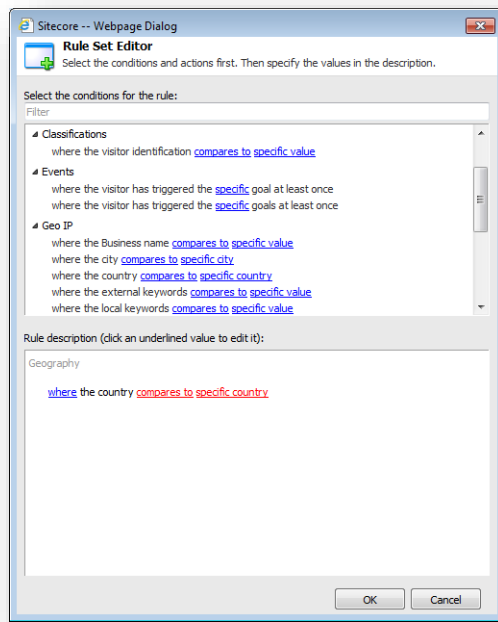 Sitecore -- Webpage Dialog
Rule Set Editor
Select the conditions and actions first. Then specify the values in the description.
Select the conditions for the rule:
Filter
Classifications
where the visitor identification compares to specific value
Events
where the visitor has triggered the specific goal at least once
where the visitor has triggered the specific goals at least once
Geo IP
where the Business name compares to specific value
where the city compares to specific city
where the country compares to specific country
where the external keywords compares to specific value
where the local keywords compares to specific value
Rule description (click an underlined value to edit it):
Geography
where the country compares to specific country
OK Cancel